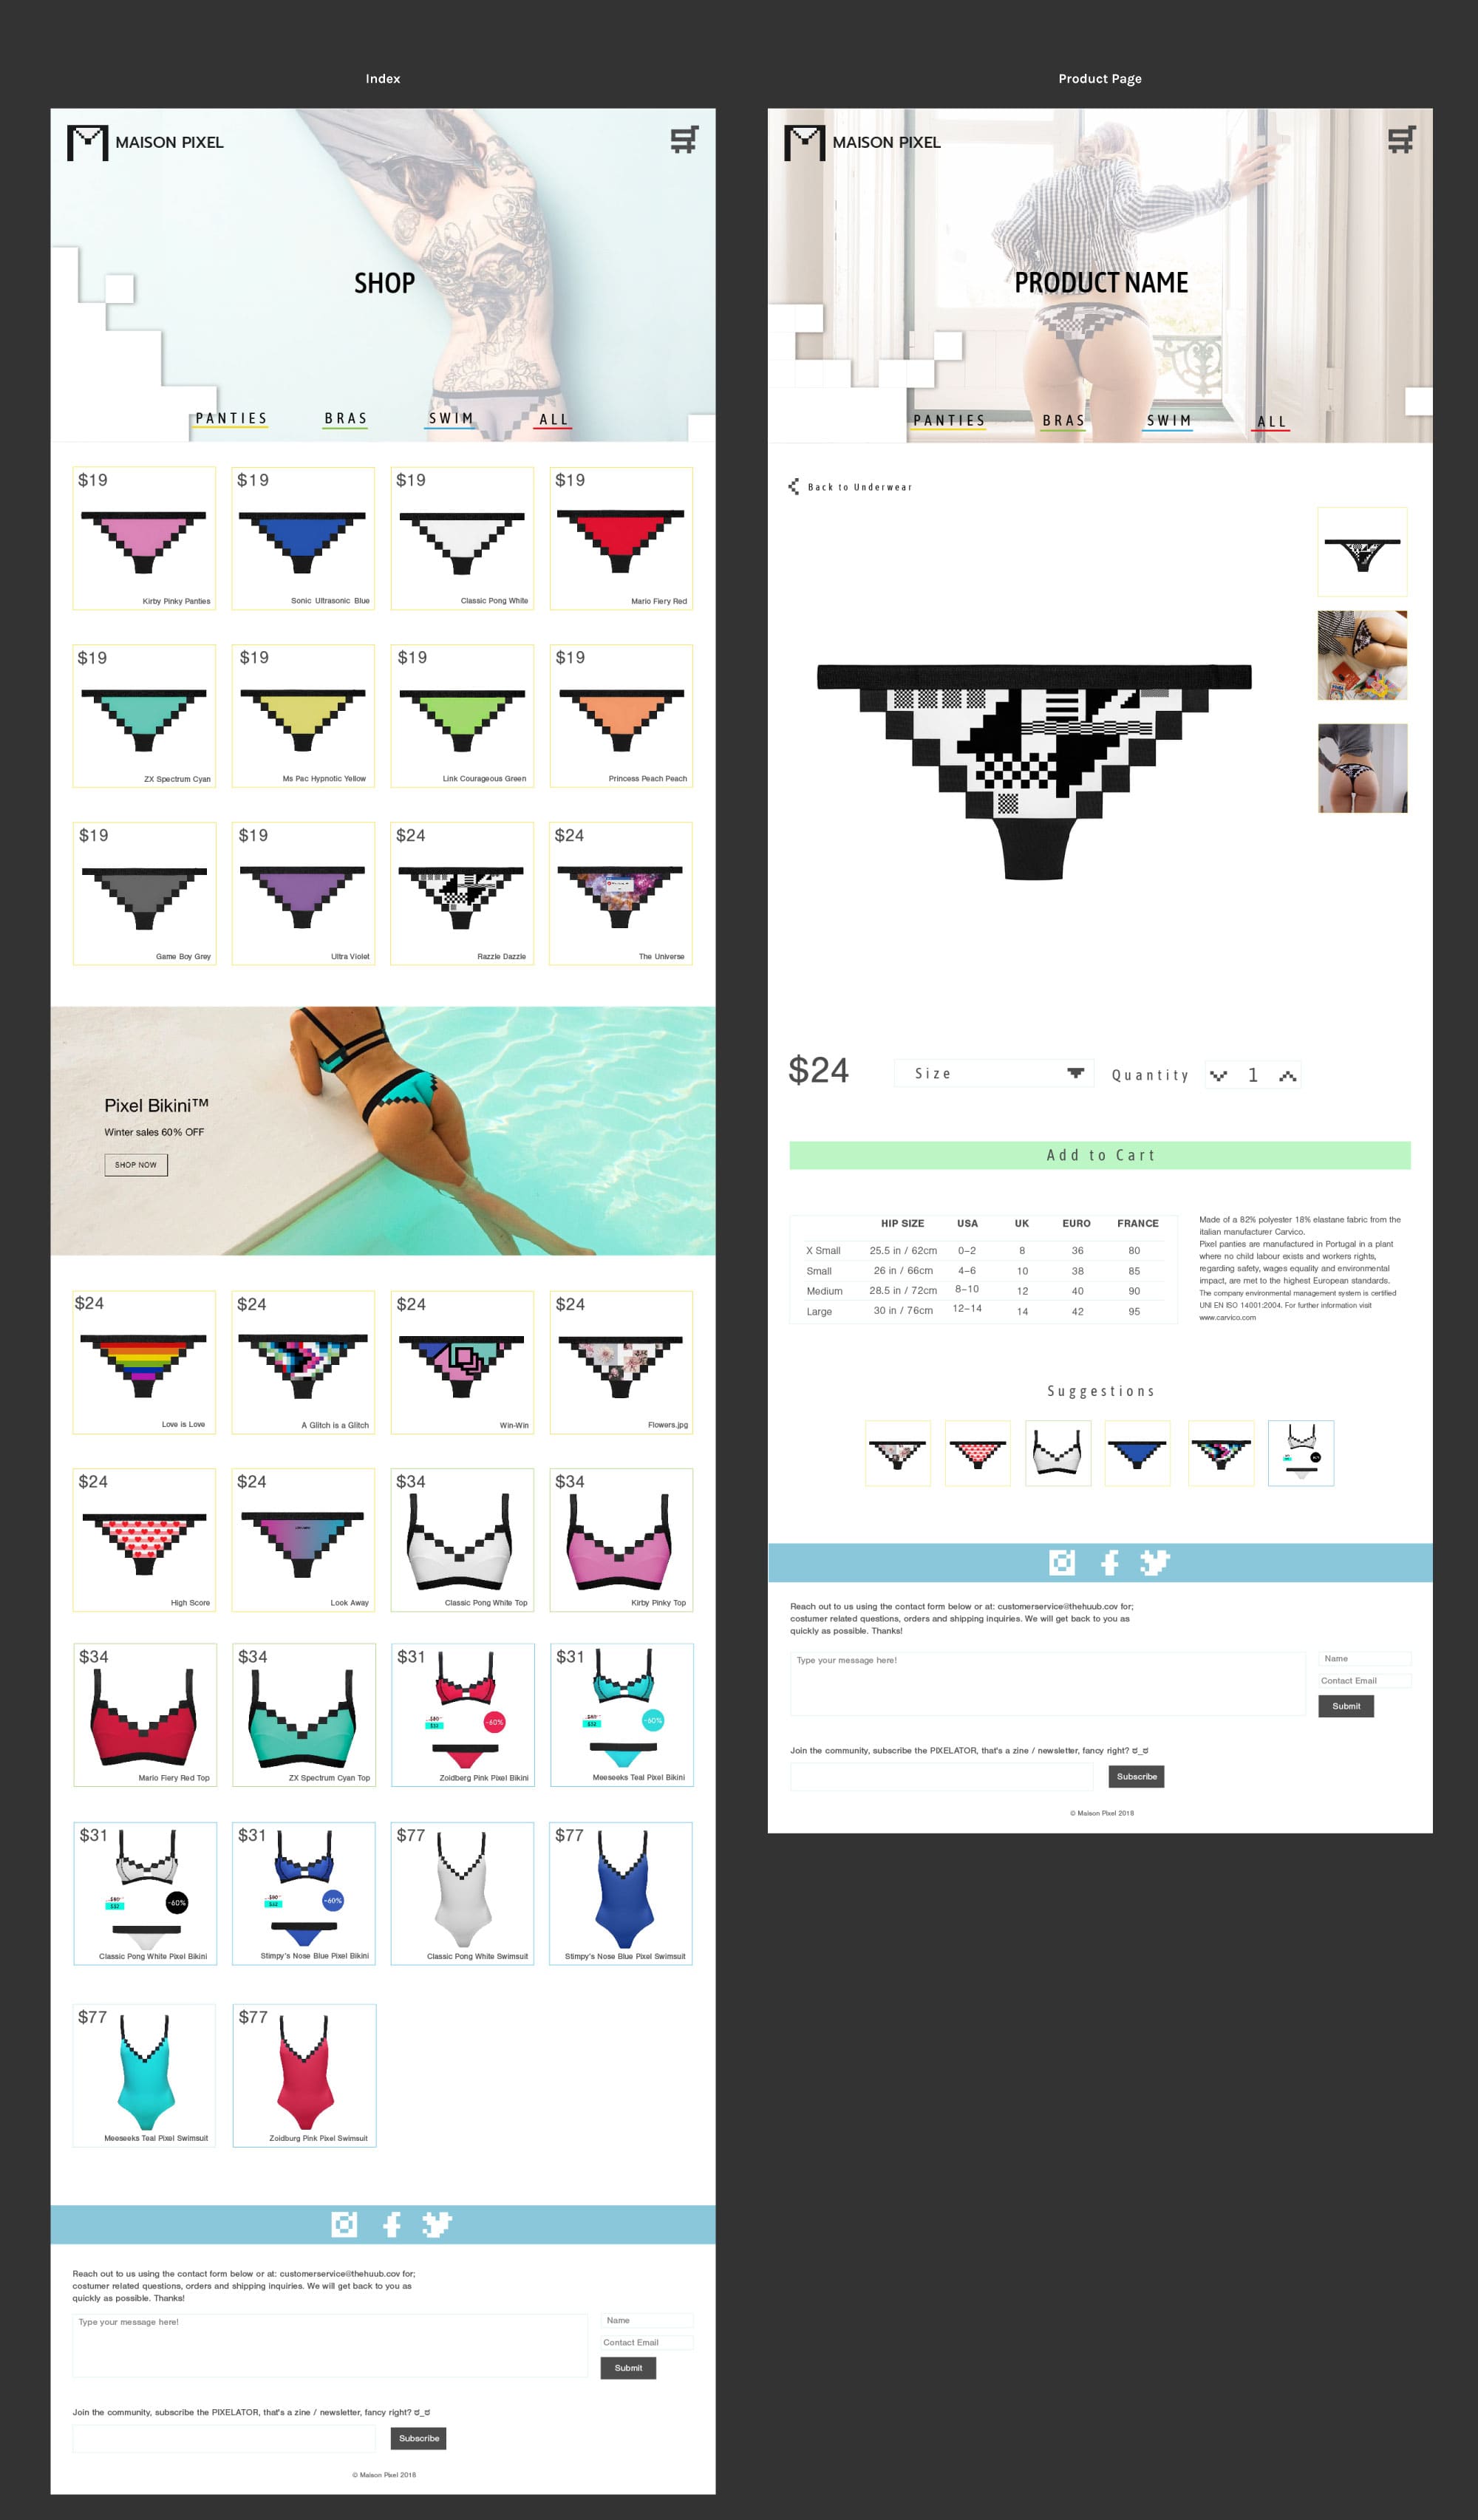 Index
MAISON PIXEL
SHOP
PANTIES BRAS SWIM ALL
$19 $19 $19 $19
Kirby Pinky Panties Sonic Ultrasonic Blue Classic Pong White Mario Fiery Red
$19 $19 $19 $19
ZX Spectrum Cyan Ms Pac Hypnotic Yellow Link Courageous Green Princess Peach Peach
$19 $19 $24 $24
Game Boy Grey Ultra Violet Razzle Dazzle The Universe
Pixel Bikini™
Winter sales 60% OFF
SHOP NOW
$24 $24 $24 $24
Love is Love A Glitch is a Glitch Win-Win Flowers.jpg
$24 $24 $34 $34
High Score Look Away Classic Pong White Top Kirby Pinky Top
$34 $34 $31 $31
-60% -60%
Mario Fiery Red Top ZX Spectrum Cyan Top Zoidberg Pink Pixel Bikini Meeseeks Teal Pixel Bikini
$31 $31 $77 $77
-60% -60%
Classic Pong White Pixel Bikini Stimpy's Nose Blue Pixel Bikini Classic Pong White Swimsuit Stimpy's Nose Blue Pixel Swimsuit
$77 $77
Meeseeks Teal Pixel Swimsuit Zoidburg Pink Pixel Swimsuit
Reach out to us using the contact form below or at: customerservice@thehuub.cov for;
costumer related questions, orders and shipping inquiries. We will get back to you as
quickly as possible. Thanks!
Type your message here!
Name
Contact Email
Submit
Join the community, subscribe the PIXELATOR, that's a zine / newsletter, fancy right? ಠ_ಠ
Subscribe
© Maison Pixel 2018
Product Page
MAISON PIXEL
PRODUCT NAME
PANTIES BRAS SWIM ALL
Back to Underwear
$24 Size Quantity 1
Add to Cart
HIP SIZE USA UK EURO FRANCE
X Small 25.5 in / 62cm 0–2 8 36 80
Small 26 in / 66cm 4–6 10 38 85
Medium 28.5 in / 72cm 8–10 12 40 90
Large 30 in / 76cm 12–14 14 42 95
Made of a 82% polyester 18% elastane fabric from the
italian manufacturer Carvico.
Pixel panties are manufactured in Portugal in a plant
where no child labour exists and workers rights,
regarding safety, wages equality and environmental
impact, are met to the highest European standards.
The company environmental management system is certified
UNI EN ISO 14001:2004. For further information visit
www.carvico.com
Suggestions
Reach out to us using the contact form below or at: customerservice@thehuub.cov for;
costumer related questions, orders and shipping inquiries. We will get back to you as
quickly as possible. Thanks!
Type your message here!
Name
Contact Email
Submit
Join the community, subscribe the PIXELATOR, that's a zine / newsletter, fancy right? ಠ_ಠ
Subscribe
© Maison Pixel 2018